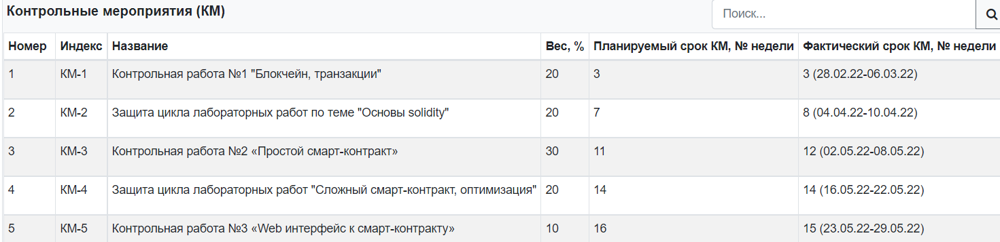 Контрольные мероприятия (КМ)
Поиск...
Номер Индекс Название Вес, % Планируемый срок КМ, № недели Фактический срок КМ, № недели
1 КМ-1 Контрольная работа №1 "Блокчейн, транзакции" 20 3 3 (28.02.22-06.03.22)
2 КМ-2 Защита цикла лабораторных работ по теме "Основы solidity" 20 7 8 (04.04.22-10.04.22)
3 КМ-3 Контрольная работа №2 «Простой смарт-контракт» 30 11 12 (02.05.22-08.05.22)
4 КМ-4 Защита цикла лабораторных работ "Сложный смарт-контракт, оптимизация" 20 14 14 (16.05.22-22.05.22)
5 КМ-5 Контрольная работа №3 «Web интерфейс к смарт-контракту» 10 16 15 (23.05.22-29.05.22)